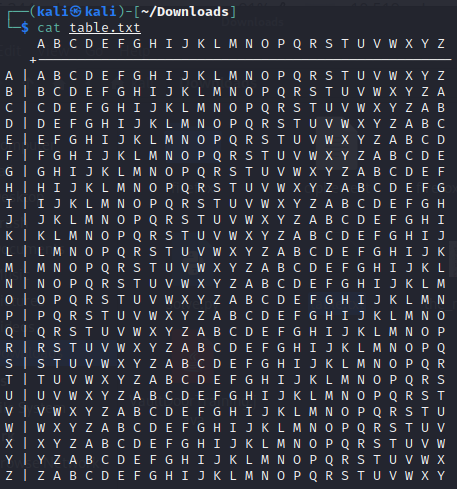 ┌──(kali㉿kali)-[~/Downloads]
└─$ cat table.txt
    A B C D E F G H I J K L M N O P Q R S T U V W X Y Z
   +----------------------------------------------------
A | A B C D E F G H I J K L M N O P Q R S T U V W X Y Z
B | B C D E F G H I J K L M N O P Q R S T U V W X Y Z A
C | C D E F G H I J K L M N O P Q R S T U V W X Y Z A B
D | D E F G H I J K L M N O P Q R S T U V W X Y Z A B C
E | E F G H I J K L M N O P Q R S T U V W X Y Z A B C D
F | F G H I J K L M N O P Q R S T U V W X Y Z A B C D E
G | G H I J K L M N O P Q R S T U V W X Y Z A B C D E F
H | H I J K L M N O P Q R S T U V W X Y Z A B C D E F G
I | I J K L M N O P Q R S T U V W X Y Z A B C D E F G H
J | J K L M N O P Q R S T U V W X Y Z A B C D E F G H I
K | K L M N O P Q R S T U V W X Y Z A B C D E F G H I J
L | L M N O P Q R S T U V W X Y Z A B C D E F G H I J K
M | M N O P Q R S T U V W X Y Z A B C D E F G H I J K L
N | N O P Q R S T U V W X Y Z A B C D E F G H I J K L M
O | O P Q R S T U V W X Y Z A B C D E F G H I J K L M N
P | P Q R S T U V W X Y Z A B C D E F G H I J K L M N O
Q | Q R S T U V W X Y Z A B C D E F G H I J K L M N O P
R | R S T U V W X Y Z A B C D E F G H I J K L M N O P Q
S | S T U V W X Y Z A B C D E F G H I J K L M N O P Q R
T | T U V W X Y Z A B C D E F G H I J K L M N O P Q R S
U | U V W X Y Z A B C D E F G H I J K L M N O P Q R S T
V | V W X Y Z A B C D E F G H I J K L M N O P Q R S T U
W | W X Y Z A B C D E F G H I J K L M N O P Q R S T U V
X | X Y Z A B C D E F G H I J K L M N O P Q R S T U V W
Y | Y Z A B C D E F G H I J K L M N O P Q R S T U V W X
Z | Z A B C D E F G H I J K L M N O P Q R S T U V W X Y